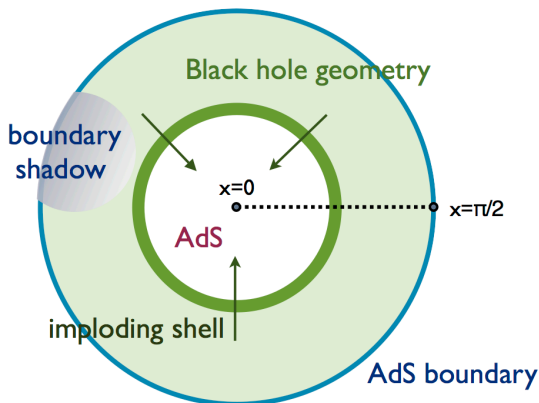 Black hole geometry
boundary
shadow
x=0
x=π/2
AdS
imploding shell
AdS boundary